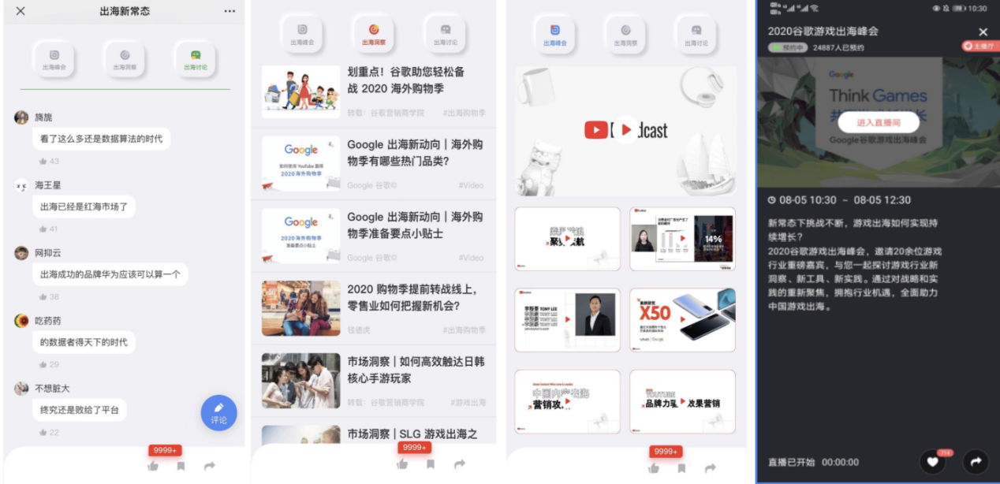 出海新常态
出海峰会
出海洞察
出海讨论
旖旎
看了这么多还是数据算法的时代
43
海王星
出海已经是红海市场了
41
网抑云
出海成功的品牌华为应该可以算一个
38
吃药药
的数据者得天下的时代
29
不想脏大
终究还是败给了平台
22
评论
9999+
出海峰会
出海洞察
出海讨论
划重点！谷歌助您轻松备
战 2020 海外购物季
转载：谷歌营销商学院 #出海购物季
Google
如何使用 YouTube 赢得
2020 海外购物季
Google 出海新动向｜海外购
物季有哪些热门品类？
Google 谷歌© #Video
Google
2020 海外购物季
准备要点小贴士
Google 出海新动向｜海外购
物季准备要点小贴士
Google 谷歌© #Video
2020 购物季提前转战线上，
零售业如何把握新机会？
钱德虎 #出海购物季
市场洞察 | 如何高效触达日韩
核心手游玩家
转载：谷歌营销商学院 #游戏出海
市场洞察 | SLG 游戏出海之
9999+
出海峰会
出海洞察
出海讨论
dcast
14%
TONY LEE
X50
Google
中国内容出海
营销攻
YOUTUBE
品牌力驱 效果营销
9999+
10:30
2020谷歌游戏出海峰会
预约中 24887人已预约
主播厅
Google
Think Games
进入直播间
Google谷歌游戏出海峰会
08-05 10:30 ~ 08-05 12:30
新常态下挑战不断，游戏出海如何实现持
续增长？
2020谷歌游戏出海峰会，邀请20余位游戏
行业重磅嘉宾，与您一起探讨游戏行业新
洞察、新工具、新实践。通过对战略和实
践的重新聚焦，拥抱行业机遇，全面助力
中国游戏出海。
直播已开始 00:00:00
714